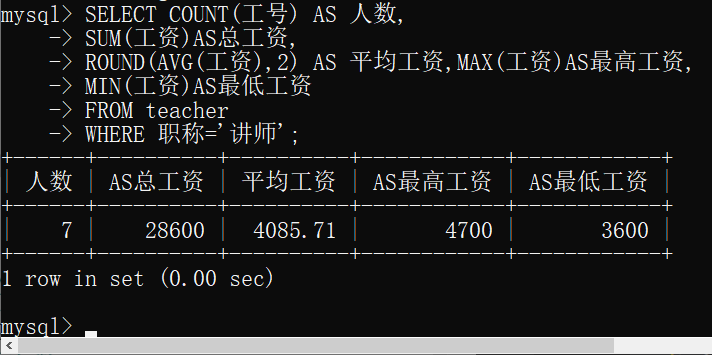 mysql> SELECT COUNT(工号) AS 人数,
    -> SUM(工资)AS总工资,
    -> ROUND(AVG(工资),2) AS 平均工资,MAX(工资)AS最高工资,
    -> MIN(工资)AS最低工资
    -> FROM teacher
    -> WHERE 职称='讲师';
+------+----------+----------+------------+------------+
| 人数 | AS总工资 | 平均工资 | AS最高工资 | AS最低工资 |
+------+----------+----------+------------+------------+
|    7 |    28600 |  4085.71 |       4700 |       3600 |
+------+----------+----------+------------+------------+
1 row in set (0.00 sec)
mysql>